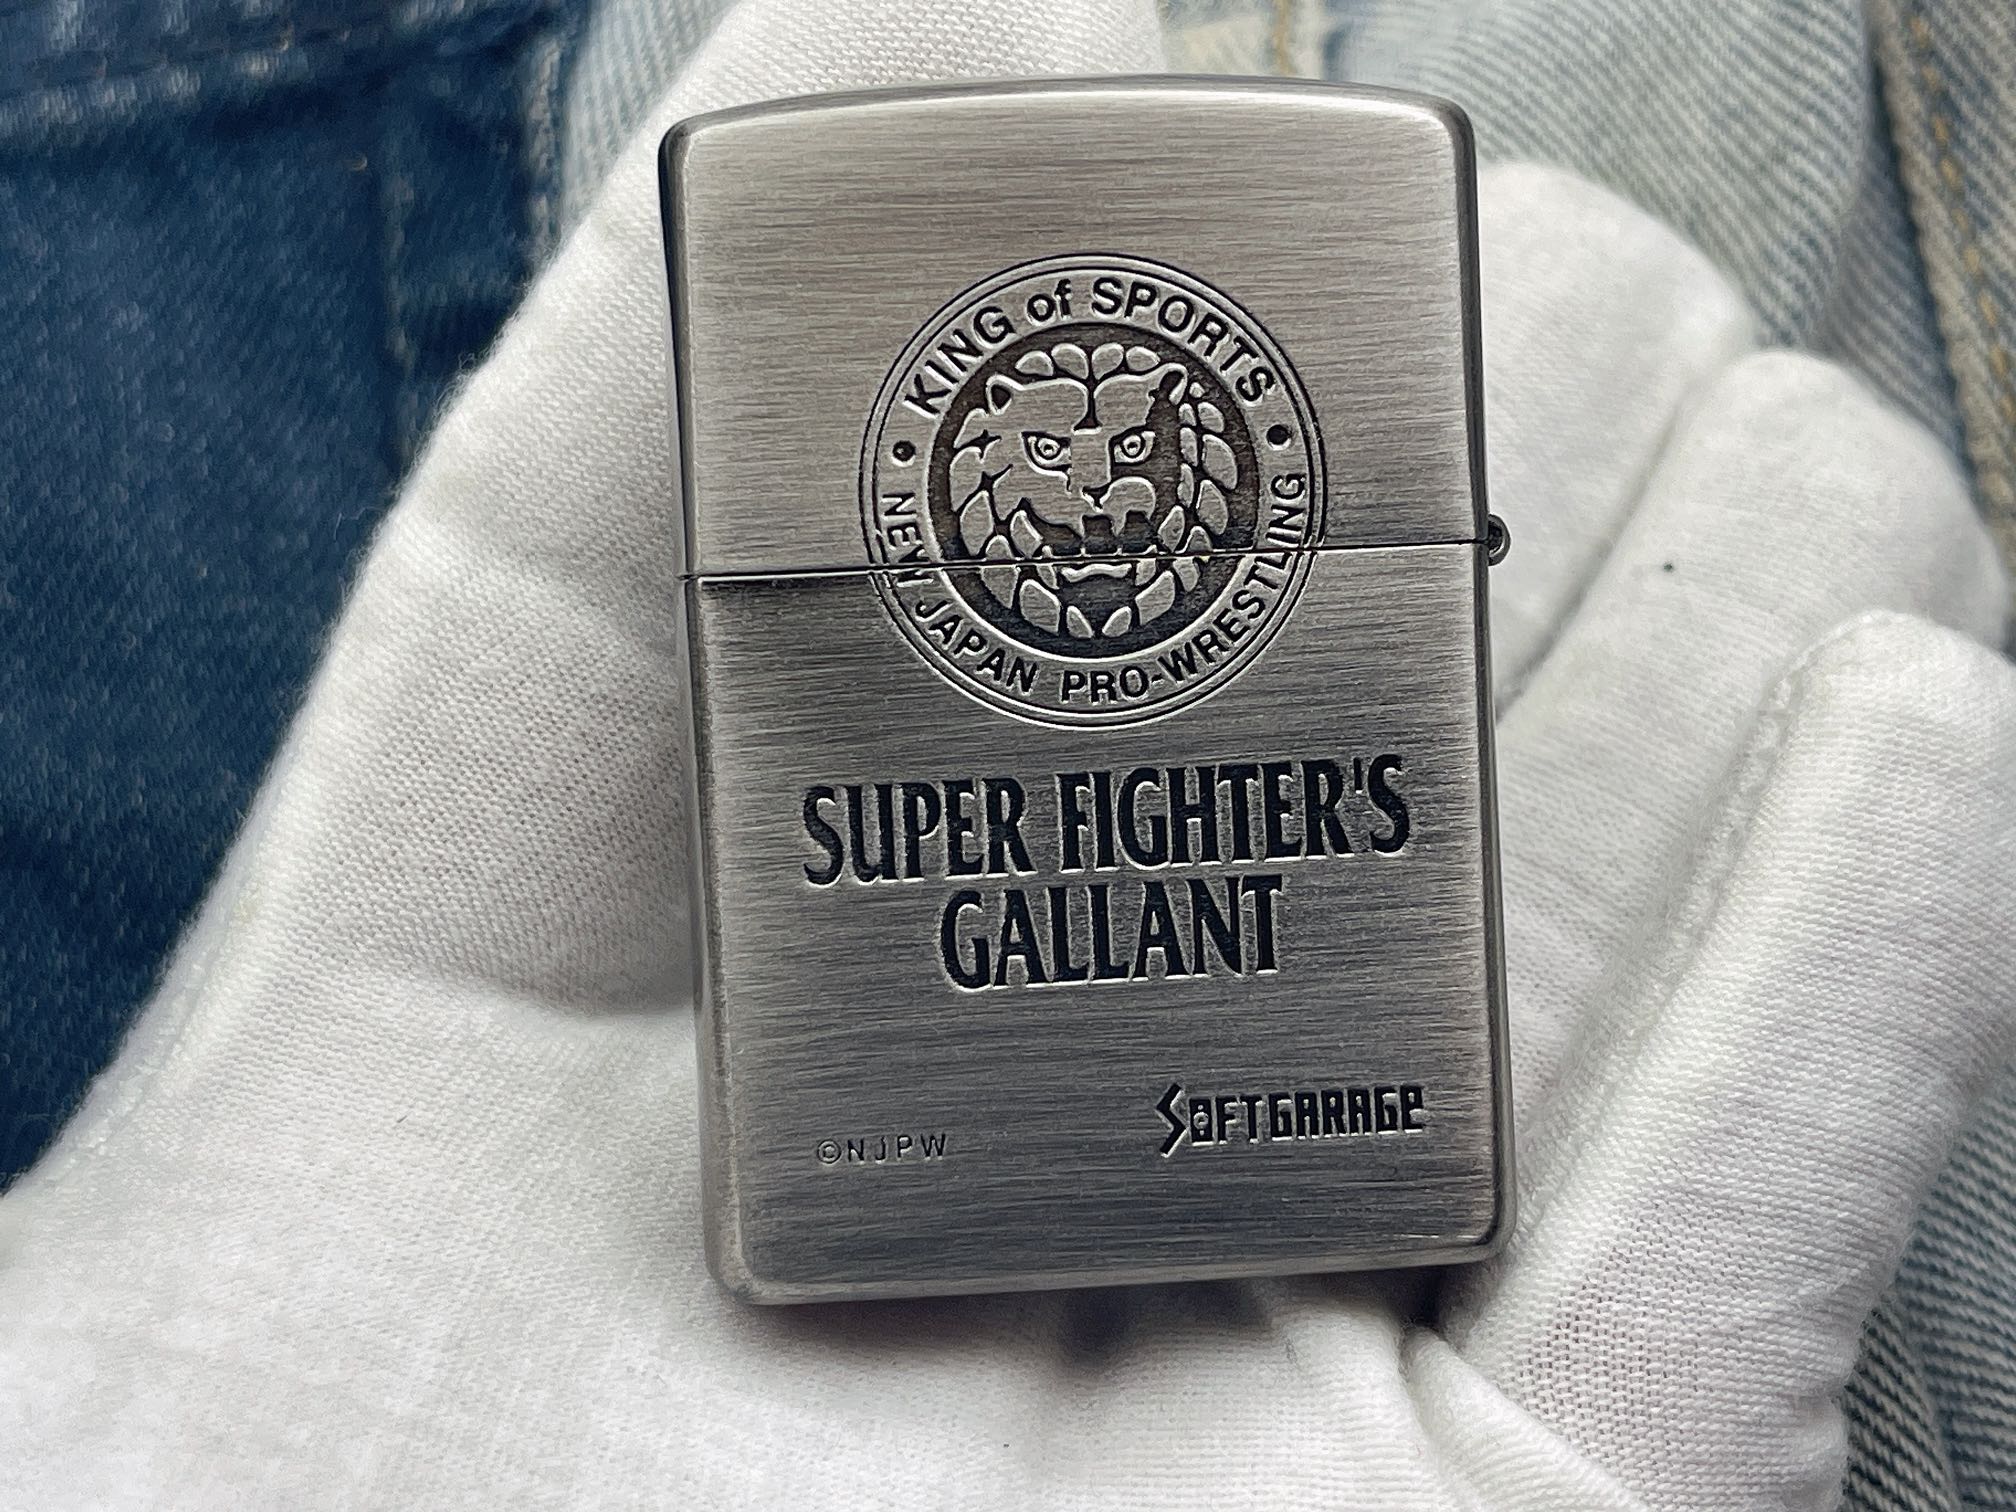 KING of SPORTS
• NEW JAPAN PRO-WRESTLING •
SUPER FIGHTER'S
GALLANT
©NJPW
SOFTGARAGE